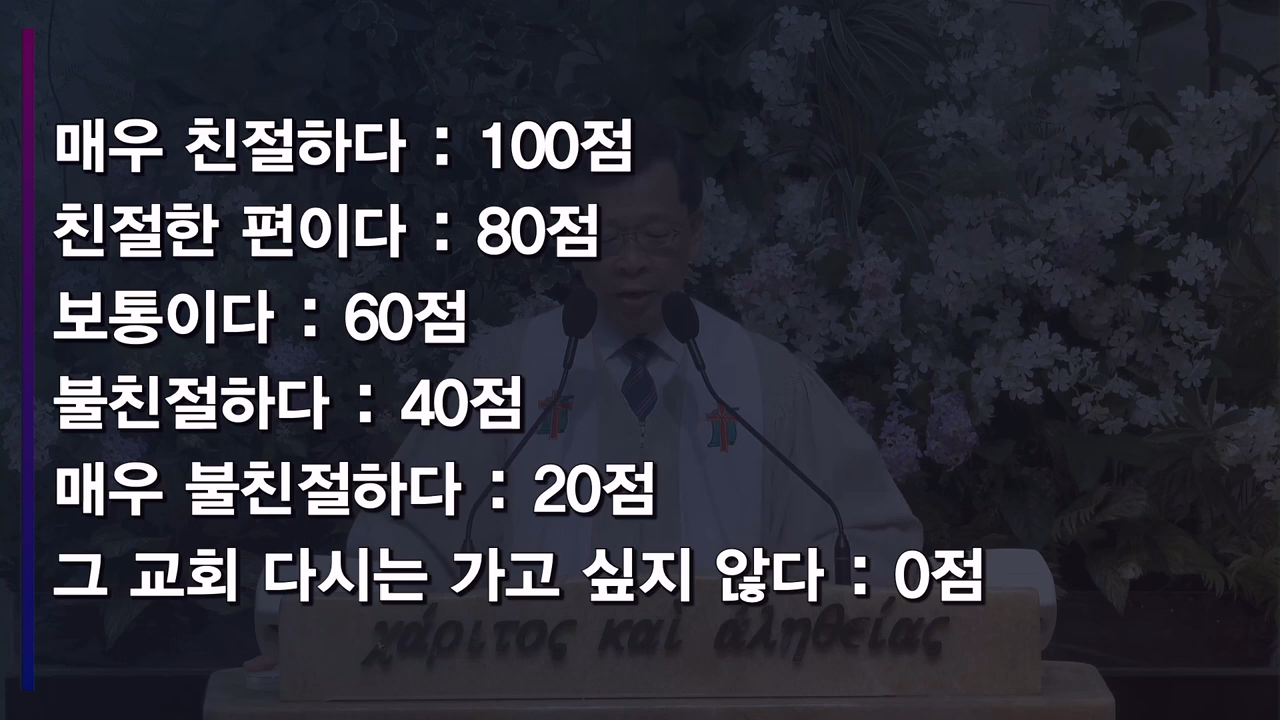 매우 친절하다 : 100점
친절한 편이다 : 80점
보통이다 : 60점
불친절하다 : 40점
매우 불친절하다 : 20점
그 교회 다시는 가고 싶지 않다 : 0점
χάριτος καὶ ἀληθείας